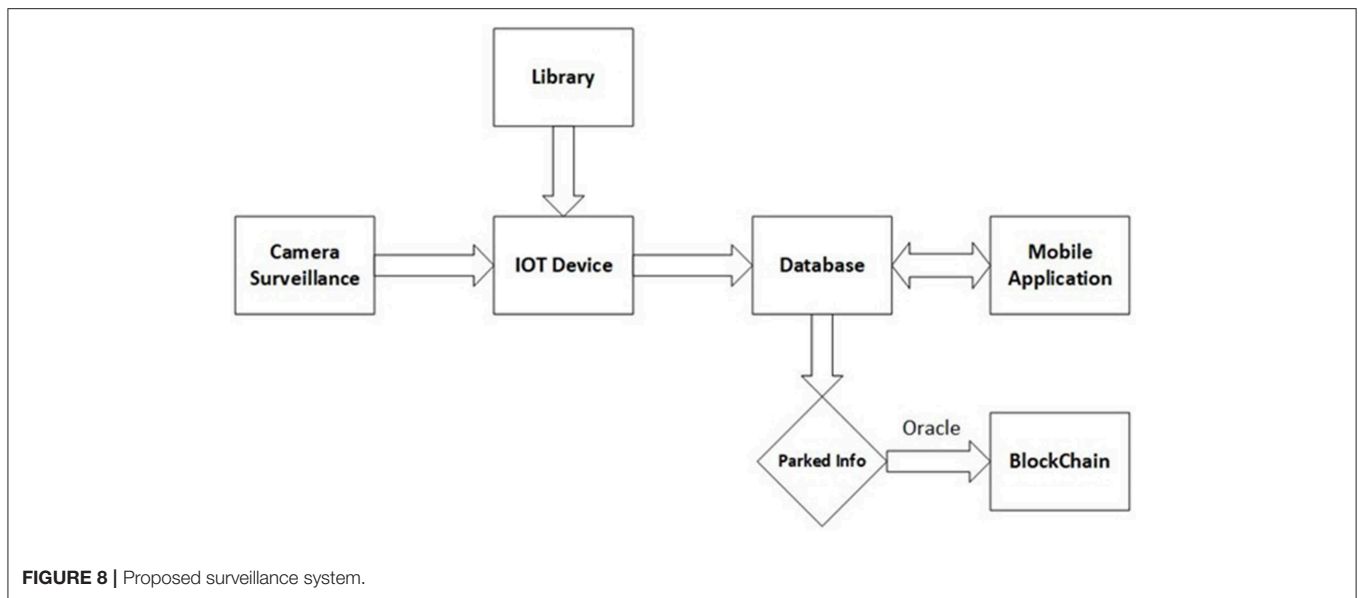 Library
Camera
Surveillance
IOT Device
Database
Mobile
Application
Oracle
Parked Info
BlockChain
FIGURE 8 | Proposed surveillance system.